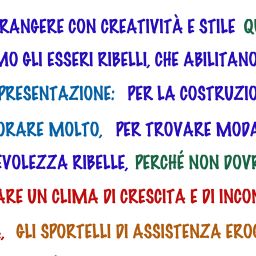 RANGERE CON CREATIVITÀ E STILE
MO GLI ESSERI RIBELLI, CHE ABILITANO
PRESENTAZIONE: PER LA COSTRUZIO
ORARE MOLTO, PER TROVARE MODA
EVOLEZZA RIBELLE, PERCHÉ NON DOVR
ARE UN CLIMA DI CRESCITA E DI INCON
, GLI SPORTELLI DI ASSISTENZA EROG